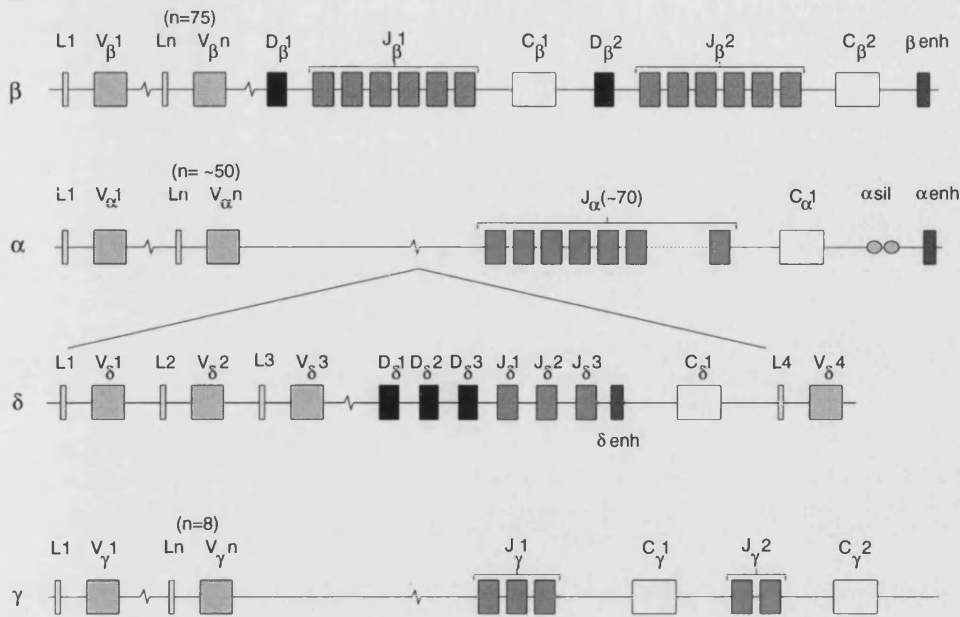 (n=75)
L1 Vβ1 Ln Vβn Dβ1 Jβ1 Cβ1 Dβ2 Jβ2 Cβ2 β enh
β
(n= ~50)
L1 Vα1 Ln Vαn Jα(~70) Cα1 αsil αenh
α
L1 Vδ1 L2 Vδ2 L3 Vδ3 Dδ1 Dδ2 Dδ3 Jδ1 Jδ2 Jδ3 Cδ1 L4 Vδ4
δ
δ enh
(n=8)
L1 Vγ1 Ln Vγn Jγ1 Cγ1 Jγ2 Cγ2
γ